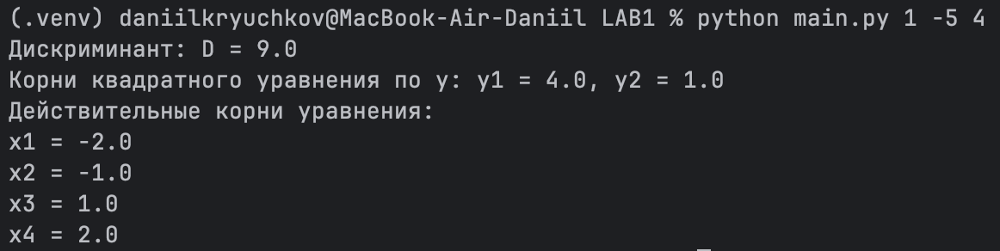 (.venv) daniilkryuchkov@MacBook-Air-Daniil LAB1 % python main.py 1 -5 4
Дискриминант: D = 9.0
Корни квадратного уравнения по y: y1 = 4.0, y2 = 1.0
Действительные корни уравнения:
x1 = -2.0
x2 = -1.0
x3 = 1.0
x4 = 2.0